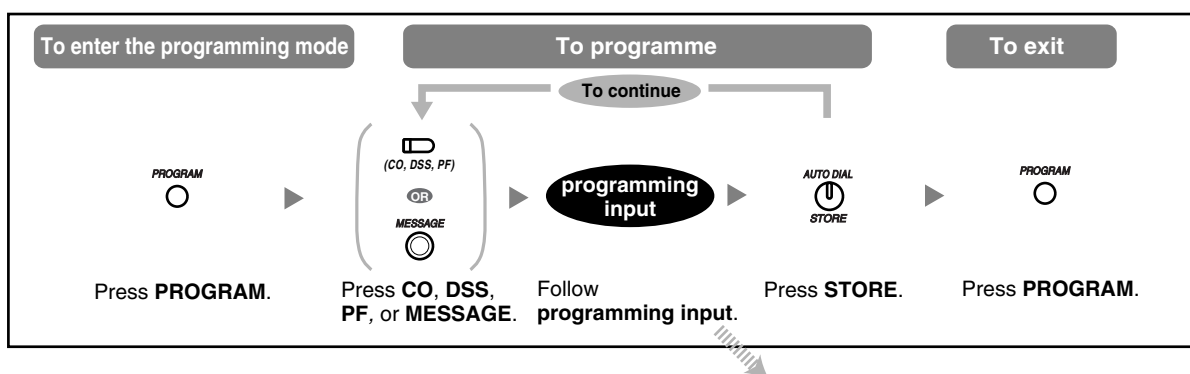 To enter the programming mode
To programme
To exit
To continue
(CO, DSS, PF)
OR
MESSAGE
PROGRAM
programming
input
AUTO DIAL
STORE
PROGRAM
Press PROGRAM.
Press CO, DSS,
PF, or MESSAGE.
Follow
programming input.
Press STORE.
Press PROGRAM.